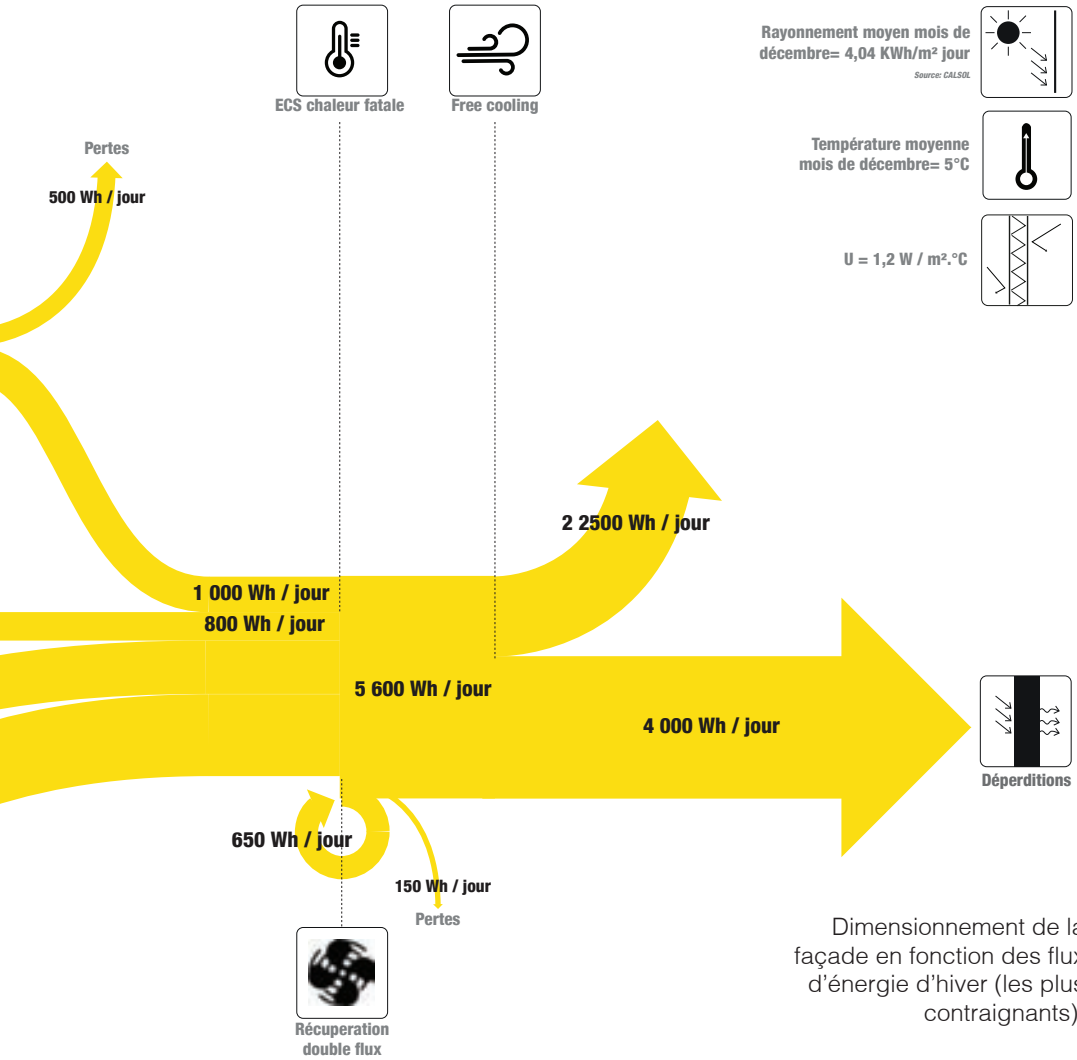 ECS chaleur fatale
Free cooling
Rayonnement moyen mois de
décembre= 4,04 KWh/m² jour
Source: CALSOL
Température moyenne
mois de décembre= 5°C
U = 1,2 W / m².°C
Pertes
500 Wh / jour
2 2500 Wh / jour
1 000 Wh / jour
800 Wh / jour
5 600 Wh / jour
4 000 Wh / jour
Déperditions
650 Wh / jour
150 Wh / jour
Pertes
Récuperation
double flux
Dimensionnement de la
façade en fonction des flux
d'énergie d'hiver (les plus
contraignants)